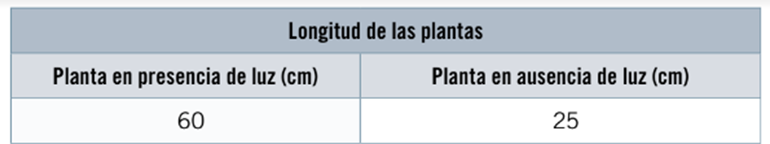 Longitud de las plantas
Planta en presencia de luz (cm) Planta en ausencia de luz (cm)
60 25